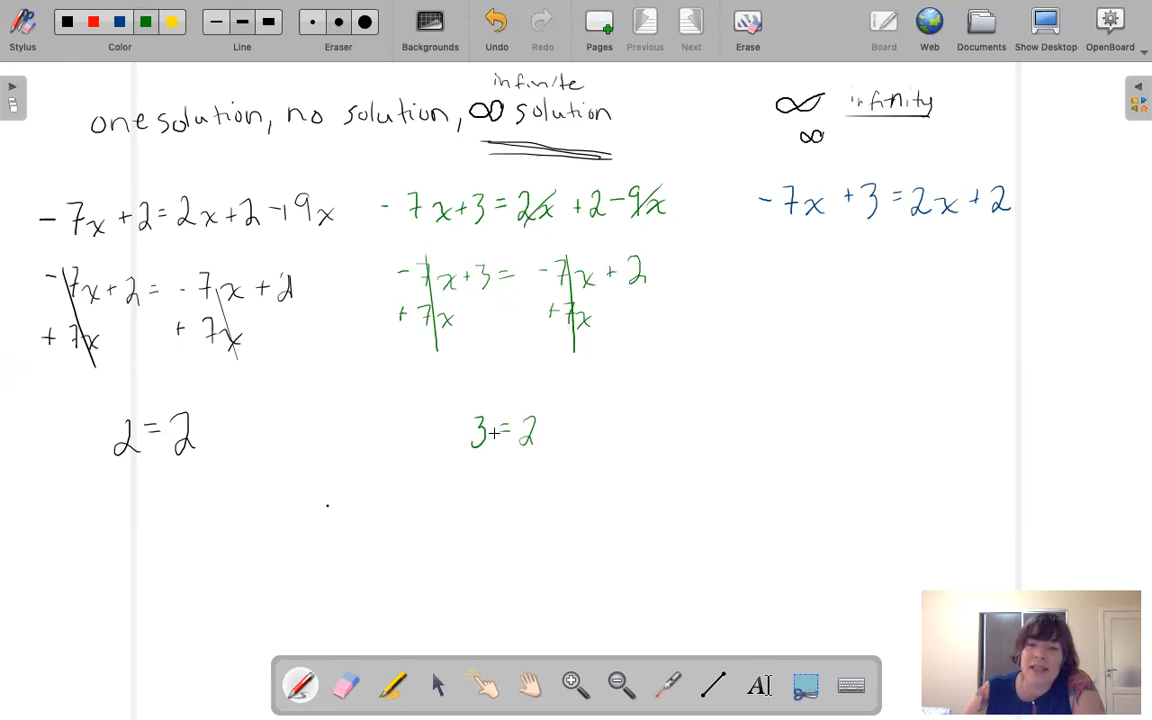 Stylus Color Line Eraser Backgrounds Undo Redo Pages Previous Next Erase Board Web Documents Show Desktop OpenBoard
infinite
one solution, no solution, ∞ solution
∞ infinity
∞
-7x+2=2x+2-9x
-7x+3=2x+2-9x
-7x+3=2x+2
-7x+2=-7x+2
-7x+3=-7x+2
+7x +7x
+7x +7x
2=2
3=2